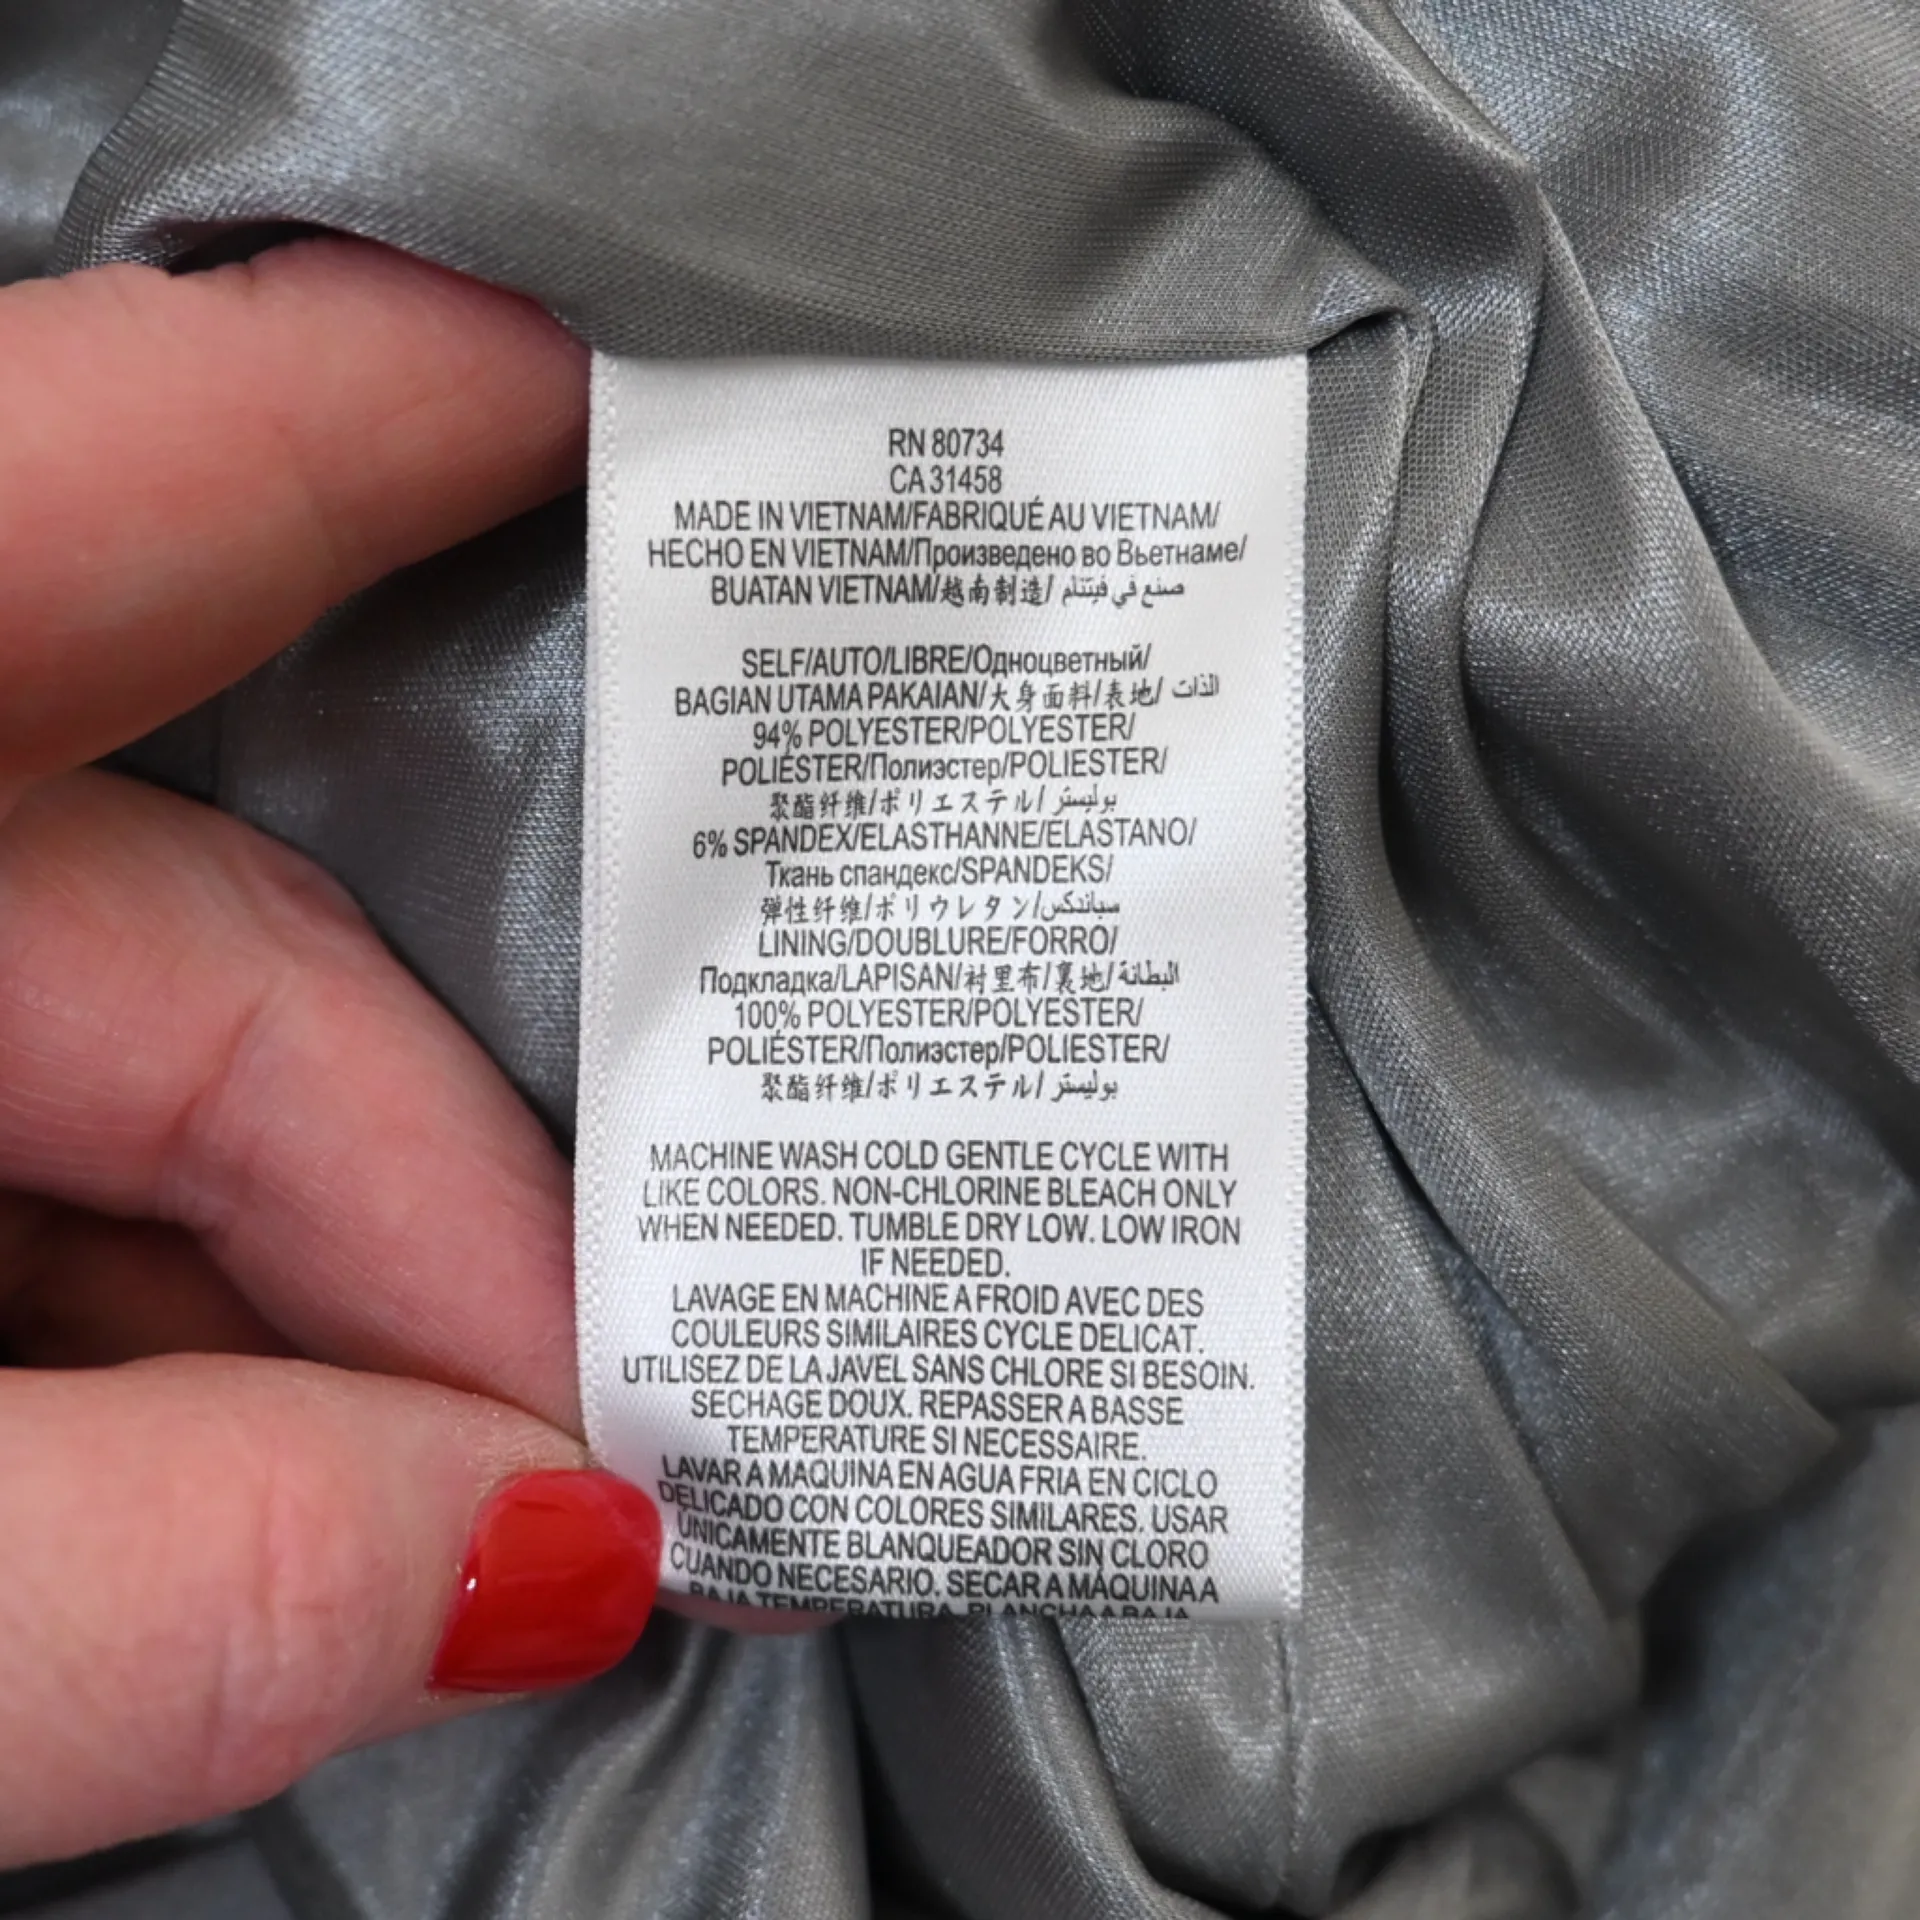 RN 80734
CA 31458
MADE IN VIETNAM/FABRIQUÉ AU VIETNAM/
HECHO EN VIETNAM/Произведено во Вьетнаме/
BUATAN VIETNAM/越南制造/ صنع في فيتنام
SELF/AUTO/LIBRE/Одноцветный/
BAGIAN UTAMA PAKAIAN/大身面料/表地/ الذات
94% POLYESTER/POLYESTER/
POLIÉSTER/Полиэстер/POLIESTER/
聚酯纤维/ポリエステル/ بوليستر
6% SPANDEX/ELASTHANNE/ELASTANO/
Ткань спандекс/SPANDEKS/
弹性纤维/ポリウレタン/سباندكس
LINING/DOUBLURE/FORRO/
Подкладка/LAPISAN/衬里布/裏地/البطانة
100% POLYESTER/POLYESTER/
POLIÉSTER/Полиэстер/POLIESTER/
聚酯纤维/ポリエステル/ بوليستر
MACHINE WASH COLD GENTLE CYCLE WITH
LIKE COLORS. NON-CHLORINE BLEACH ONLY
WHEN NEEDED. TUMBLE DRY LOW. LOW IRON
IF NEEDED.
LAVAGE EN MACHINE A FROID AVEC DES
COULEURS SIMILAIRES CYCLE DELICAT.
UTILISEZ DE LA JAVEL SANS CHLORE SI BESOIN.
SECHAGE DOUX. REPASSER A BASSE
TEMPERATURE SI NECESSAIRE.
LAVAR A MAQUINA EN AGUA FRIA EN CICLO
DELICADO CON COLORES SIMILARES. USAR
ÚNICAMENTE BLANQUEADOR SIN CLORO
CUANDO NECESARIO. SECAR A MÁQUINA A
BAJA TEMPERATURA. PLANCHA A BAJA